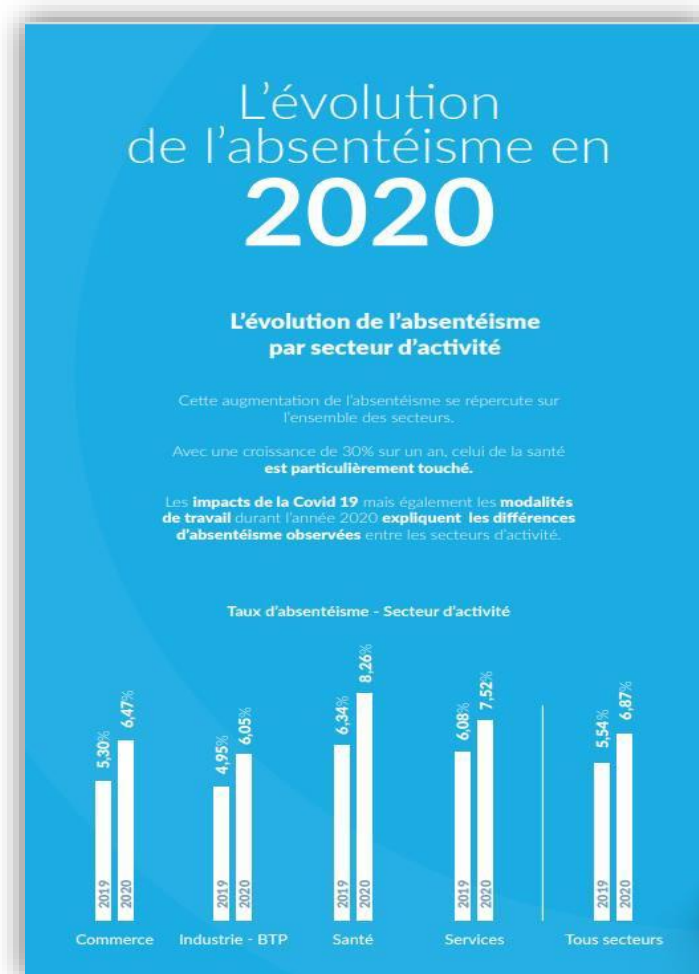 L'évolution
de l'absentéisme en
2020
L'évolution de l'absentéisme
par secteur d'activité
Cette augmentation de l'absentéisme se répercute sur
l'ensemble des secteurs.
Avec une croissance de 30% sur un an, celui de la santé
est particulièrement touché.
Les impacts de la Covid 19 mais également les modalités
de travail durant l'année 2020 expliquent les différences
d'absentéisme observées entre les secteurs d'activité.
Taux d'absentéisme - Secteur d'activité
5,30% 6,47% 4,95% 6,05% 6,34% 8,26% 6,08% 7,52% 5,54% 6,87%
2019 2020 2019 2020 2019 2020 2019 2020 2019 2020
Commerce Industrie - BTP Santé Services Tous secteurs